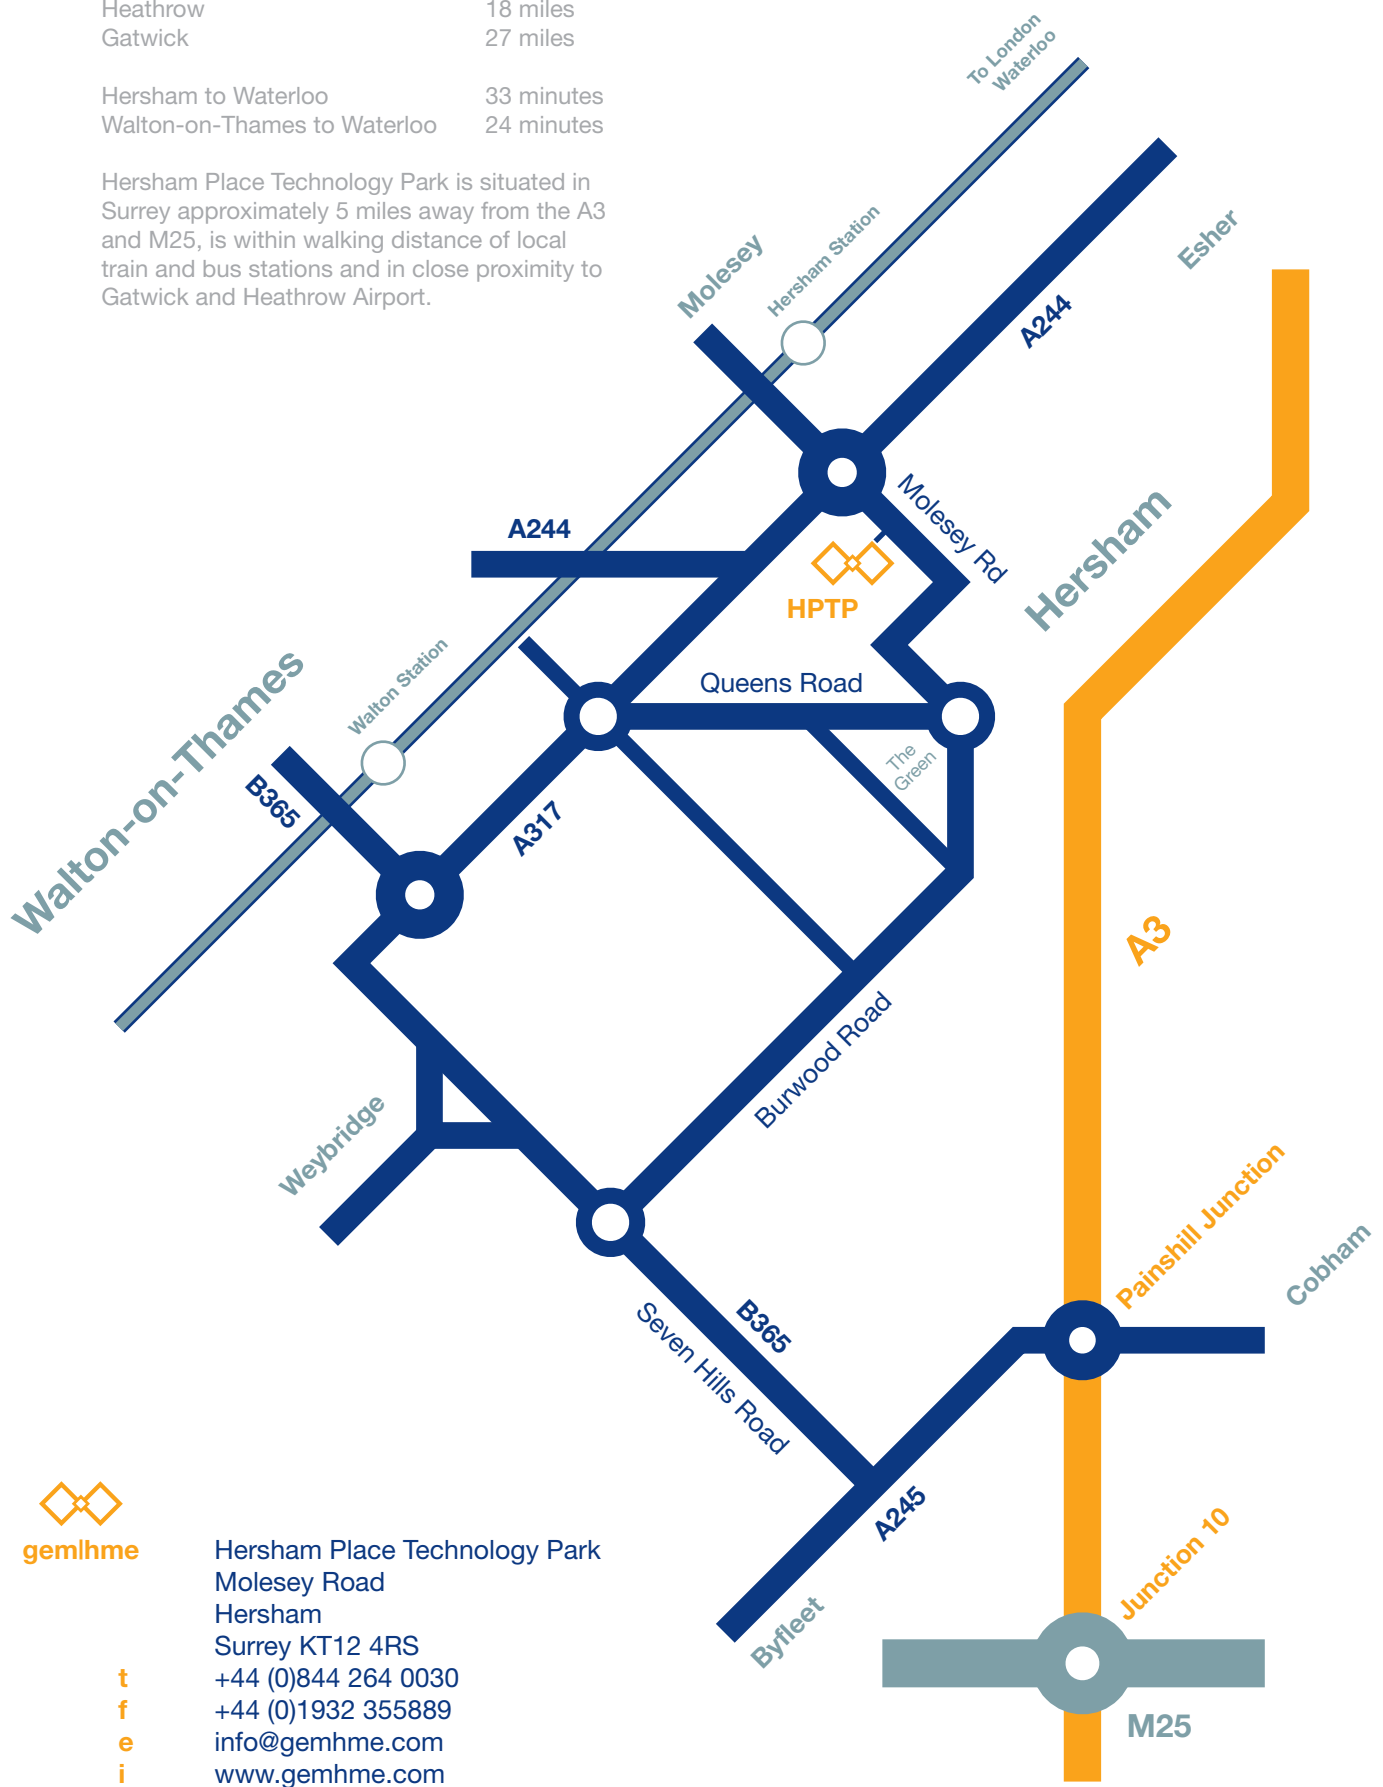 Heathrow 18 miles
Gatwick 27 miles
Hersham to Waterloo 33 minutes
Walton-on-Thames to Waterloo 24 minutes
Hersham Place Technology Park is situated in
Surrey approximately 5 miles away from the A3
and M25, is within walking distance of local
train and bus stations and in close proximity to
Gatwick and Heathrow Airport.
To London
Waterloo
Molesey
Hersham Station
Esher
A244
A244
Molesey Rd
HPTP
Hersham
Walton-on-Thames
Walton Station
Queens Road
The
Green
B365
A317
A3
Burwood Road
Weybridge
Painshill Junction
Cobham
B365
Seven Hills Road
A245
Junction 10
Byfleet
M25
gem|hme
Hersham Place Technology Park
Molesey Road
Hersham
Surrey KT12 4RS
t +44 (0)844 264 0030
f +44 (0)1932 355889
e info@gemhme.com
i www.gemhme.com